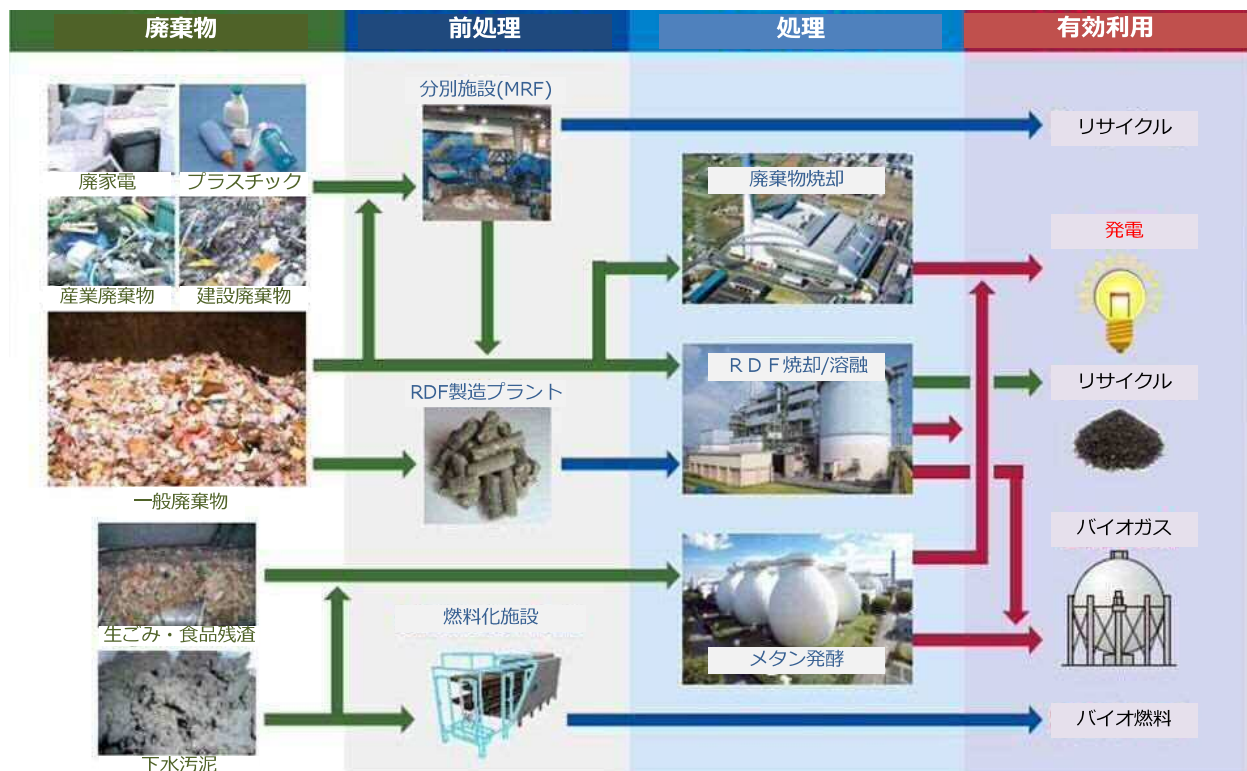 廃棄物
前処理
処理
有効利用
分別施設(MRF)
リサイクル
廃家電
プラスチック
廃棄物焼却
発電
産業廃棄物
建設廃棄物
RDF製造プラント
ＲＤＦ焼却/溶融
リサイクル
一般廃棄物
バイオガス
生ごみ・食品残渣
燃料化施設
メタン発酵
バイオ燃料
下水汚泥